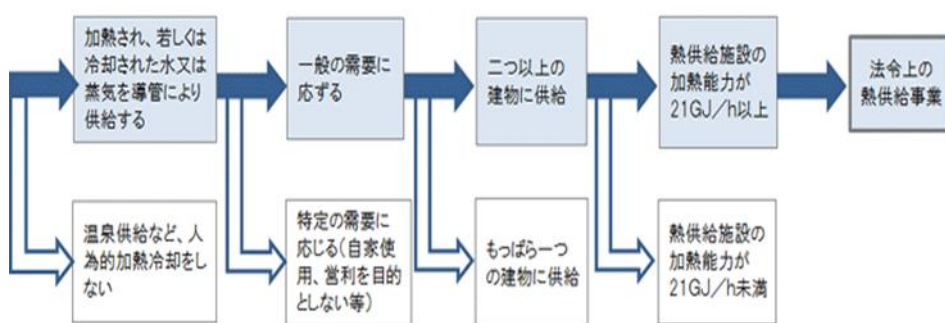 加熱され、若しくは
冷却された水又は
蒸気を導管により
供給する
一般の需要に
応ずる
二つ以上の
建物に供給
熱供給施設の
加熱能力が
21GJ/h以上
法令上の
熱供給事業
温泉供給など、人
為的加熱冷却をし
ない
特定の需要に
応じる(自家使
用、営利を目的
としない等)
もっぱら一つ
の建物に供給
熱供給施設の
加熱能力が
21GJ/h未満